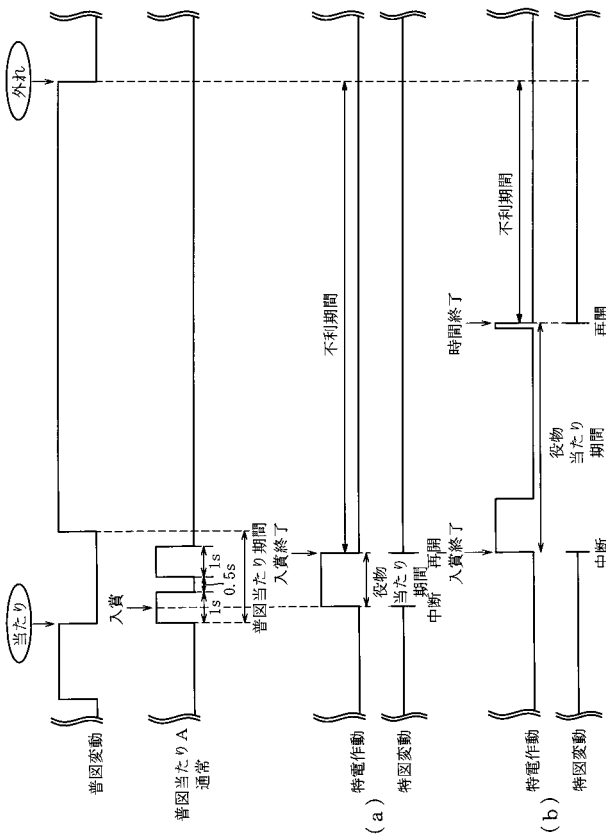 当たり
外れ
普図変動
入賞
普図当たりA
通常
1s
0.5s
1s
普図当たり期間
入賞終了
不利期間
(a)
特電作動
役物
当たり
期間
特図変動
中断
再開
入賞終了
時間終了
不利期間
(b)
特電作動
役物
当たり
期間
特図変動
中断
再開